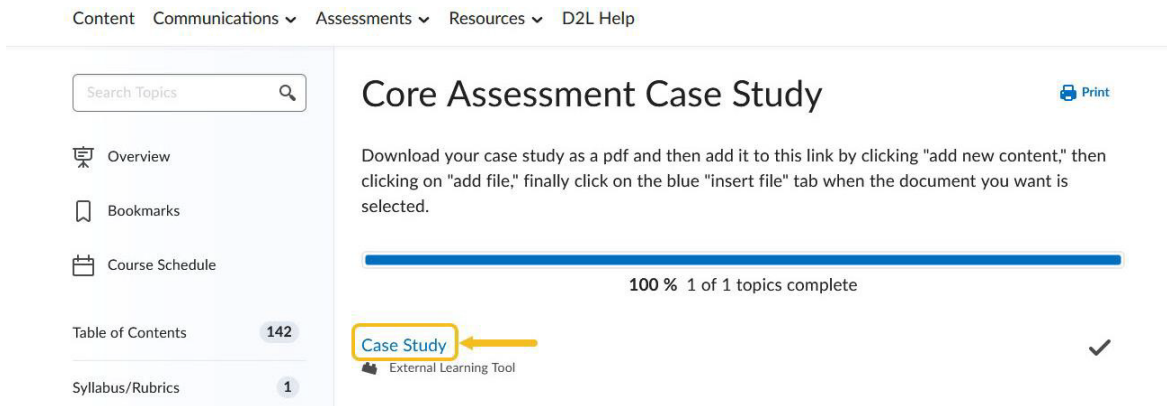 Content Communications Assessments Resources D2L Help
Search Topics
Overview
Bookmarks
Course Schedule
Table of Contents 142
Syllabus/Rubrics 1
Core Assessment Case Study
Print
Download your case study as a pdf and then add it to this link by clicking "add new content," then
clicking on "add file," finally click on the blue "insert file" tab when the document you want is
selected.
100 % 1 of 1 topics complete
Case Study
External Learning Tool